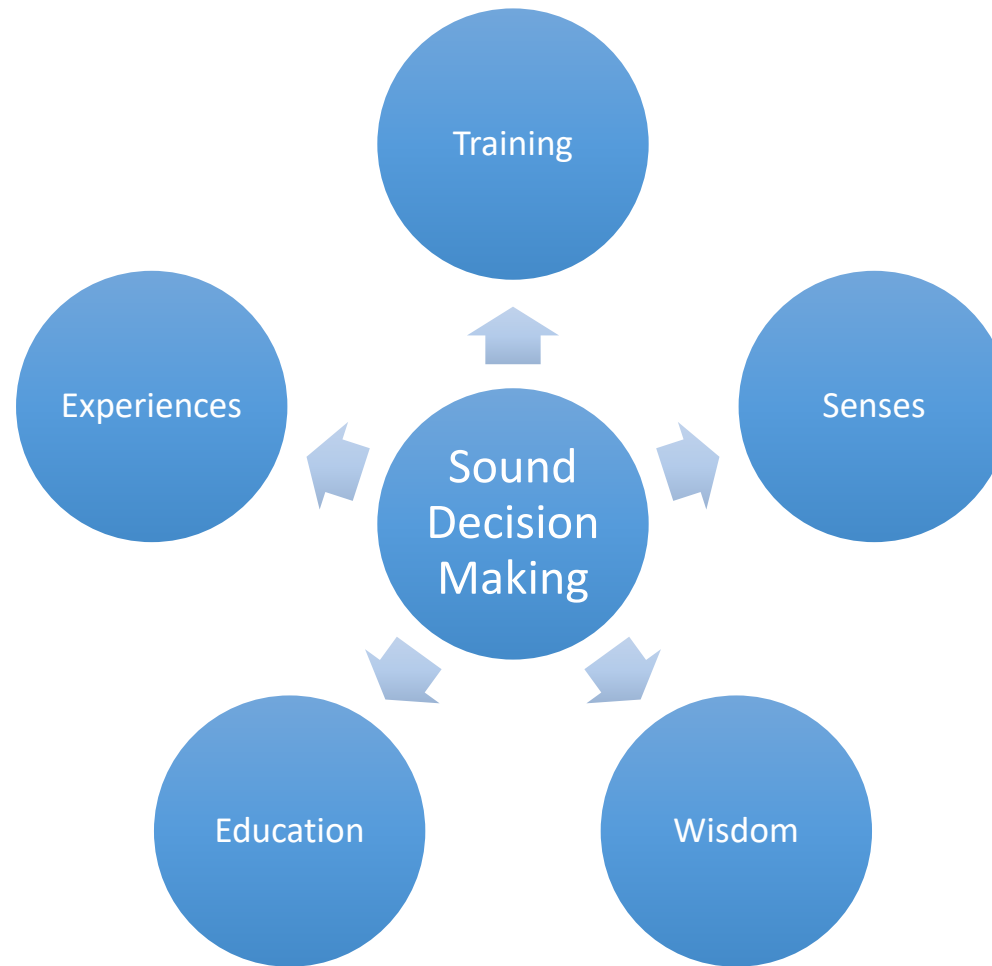 Training
Experiences
Senses
Sound
Decision
Making
Education
Wisdom